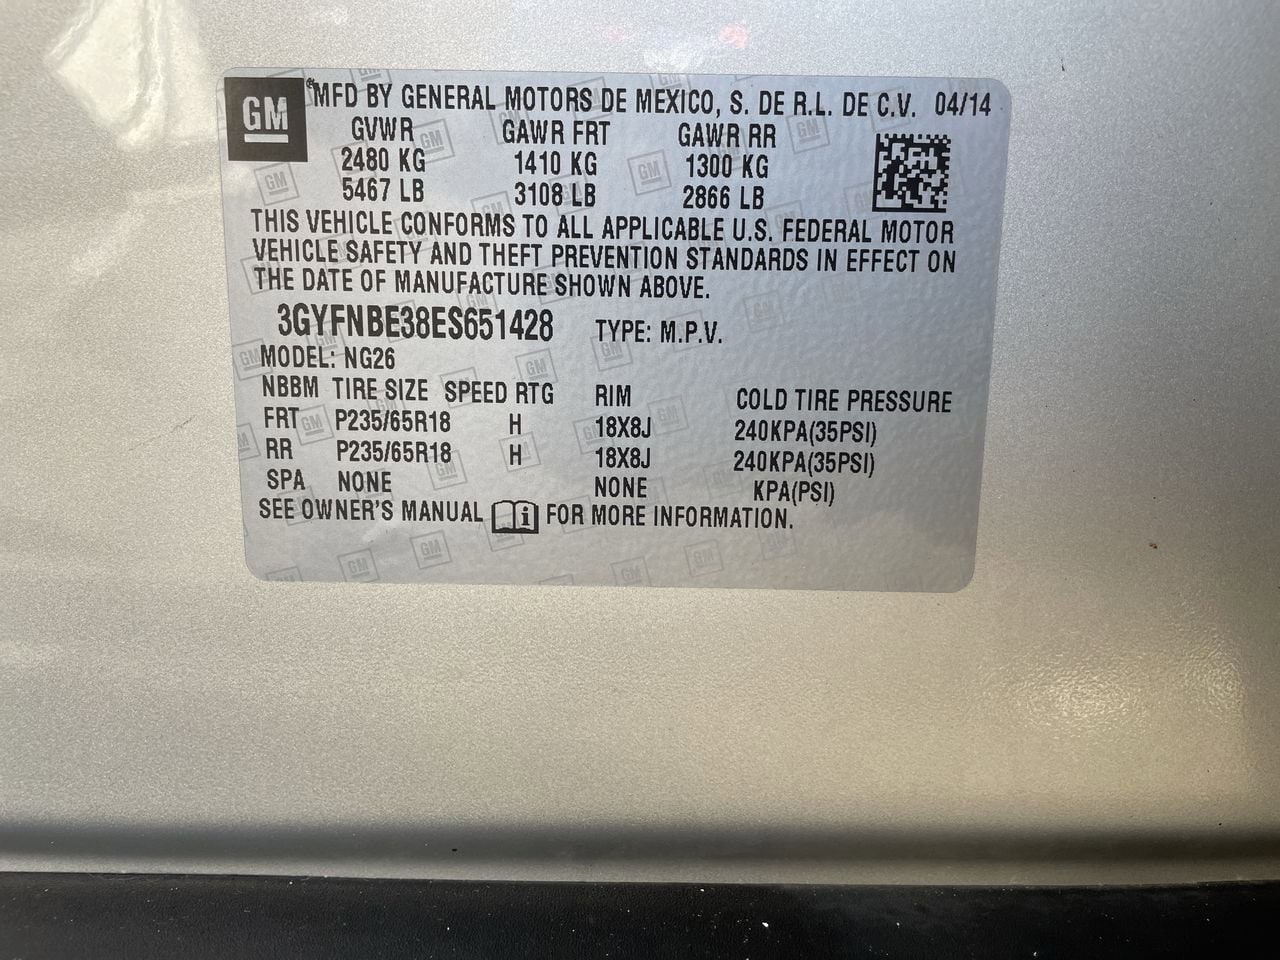 GM MFD BY GENERAL MOTORS DE MEXICO, S. DE R.L. DE C.V. 04/14
GVWR GAWR FRT GAWR RR
2480 KG 1410 KG 1300 KG
5467 LB 3108 LB 2866 LB
THIS VEHICLE CONFORMS TO ALL APPLICABLE U.S. FEDERAL MOTOR
VEHICLE SAFETY AND THEFT PREVENTION STANDARDS IN EFFECT ON
THE DATE OF MANUFACTURE SHOWN ABOVE.
3GYFNBE38ES651428 TYPE: M.P.V.
MODEL: NG26
NBBM TIRE SIZE SPEED RTG RIM COLD TIRE PRESSURE
FRT P235/65R18 H 18X8J 240KPA(35PSI)
RR P235/65R18 H 18X8J 240KPA(35PSI)
SPA NONE NONE KPA(PSI)
SEE OWNER'S MANUAL i FOR MORE INFORMATION.